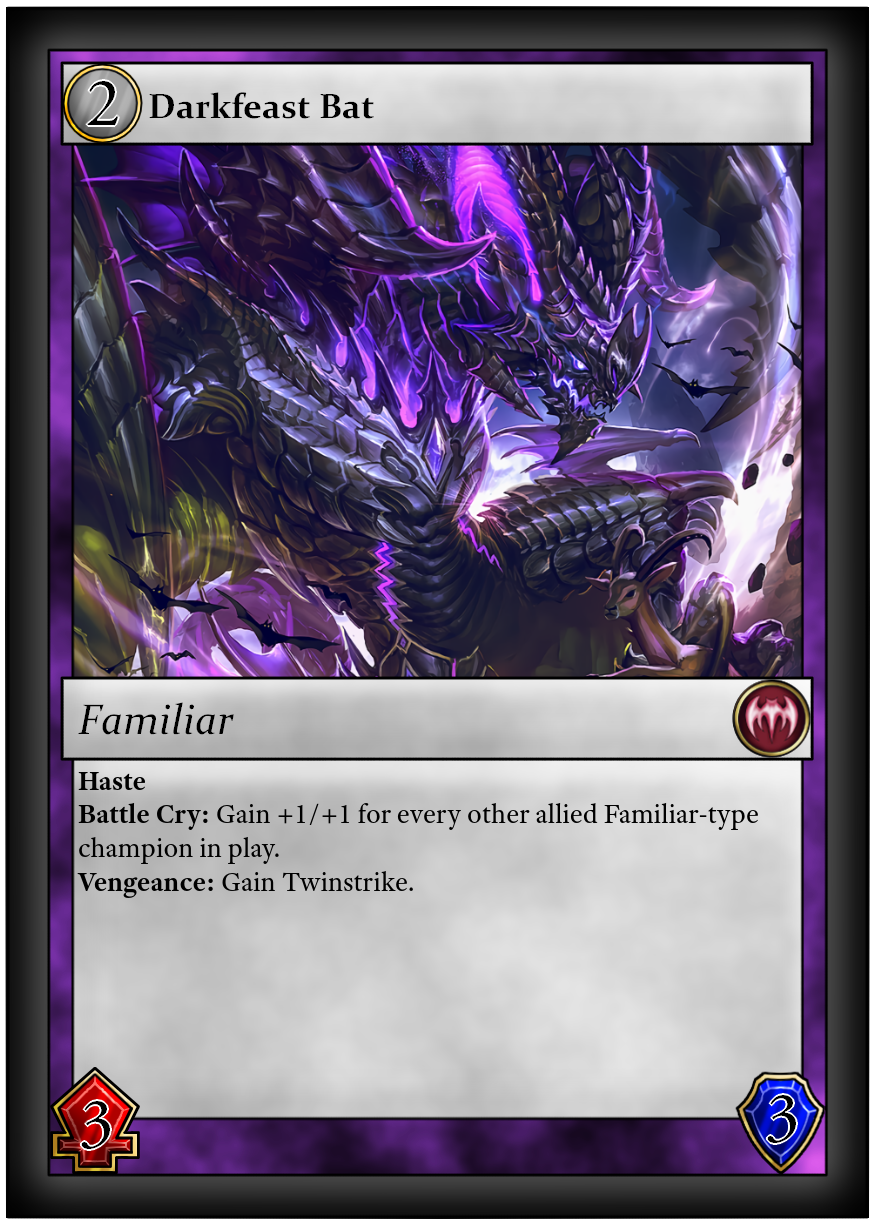 2
Darkfeast Bat
Familiar
Haste
Battle Cry: Gain +1/+1 for every other allied Familiar-type
champion in play.
Vengeance: Gain Twinstrike.
3
3